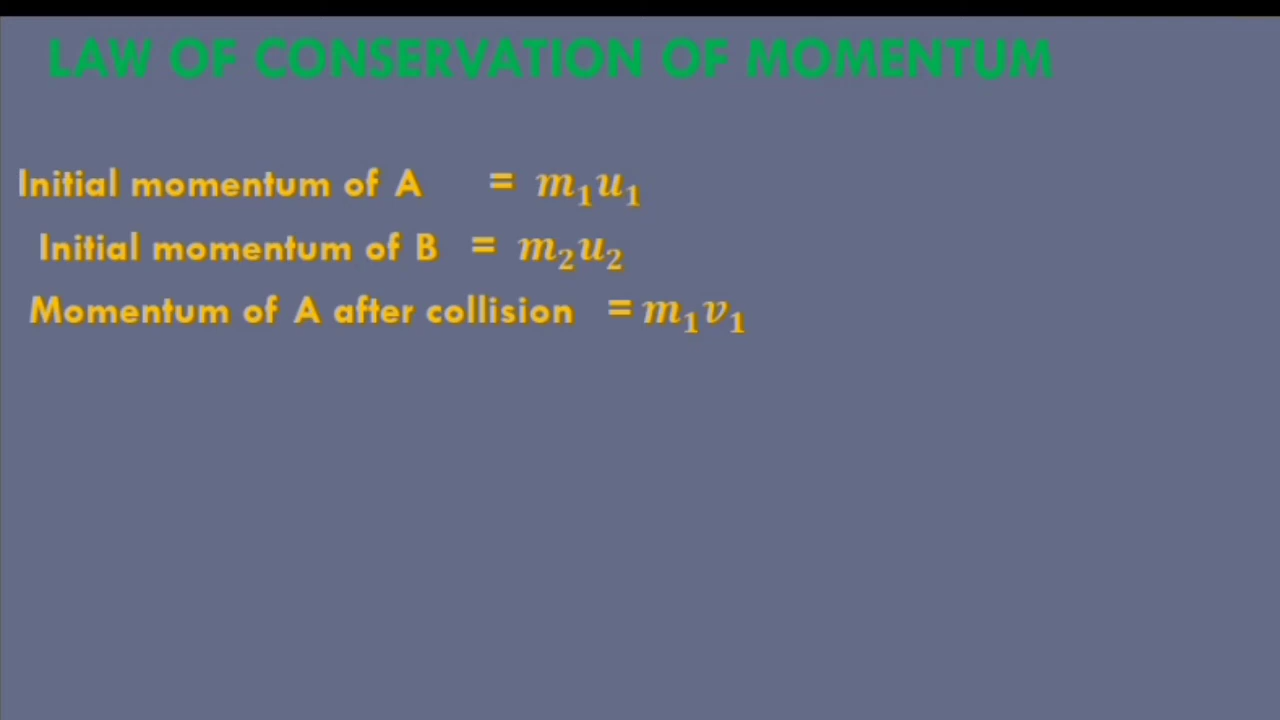 LAW OF CONSERVATION OF MOMENTUM
Initial momentum of A = m₁u₁
Initial momentum of B = m₂u₂
Momentum of A after collision = m₁v₁